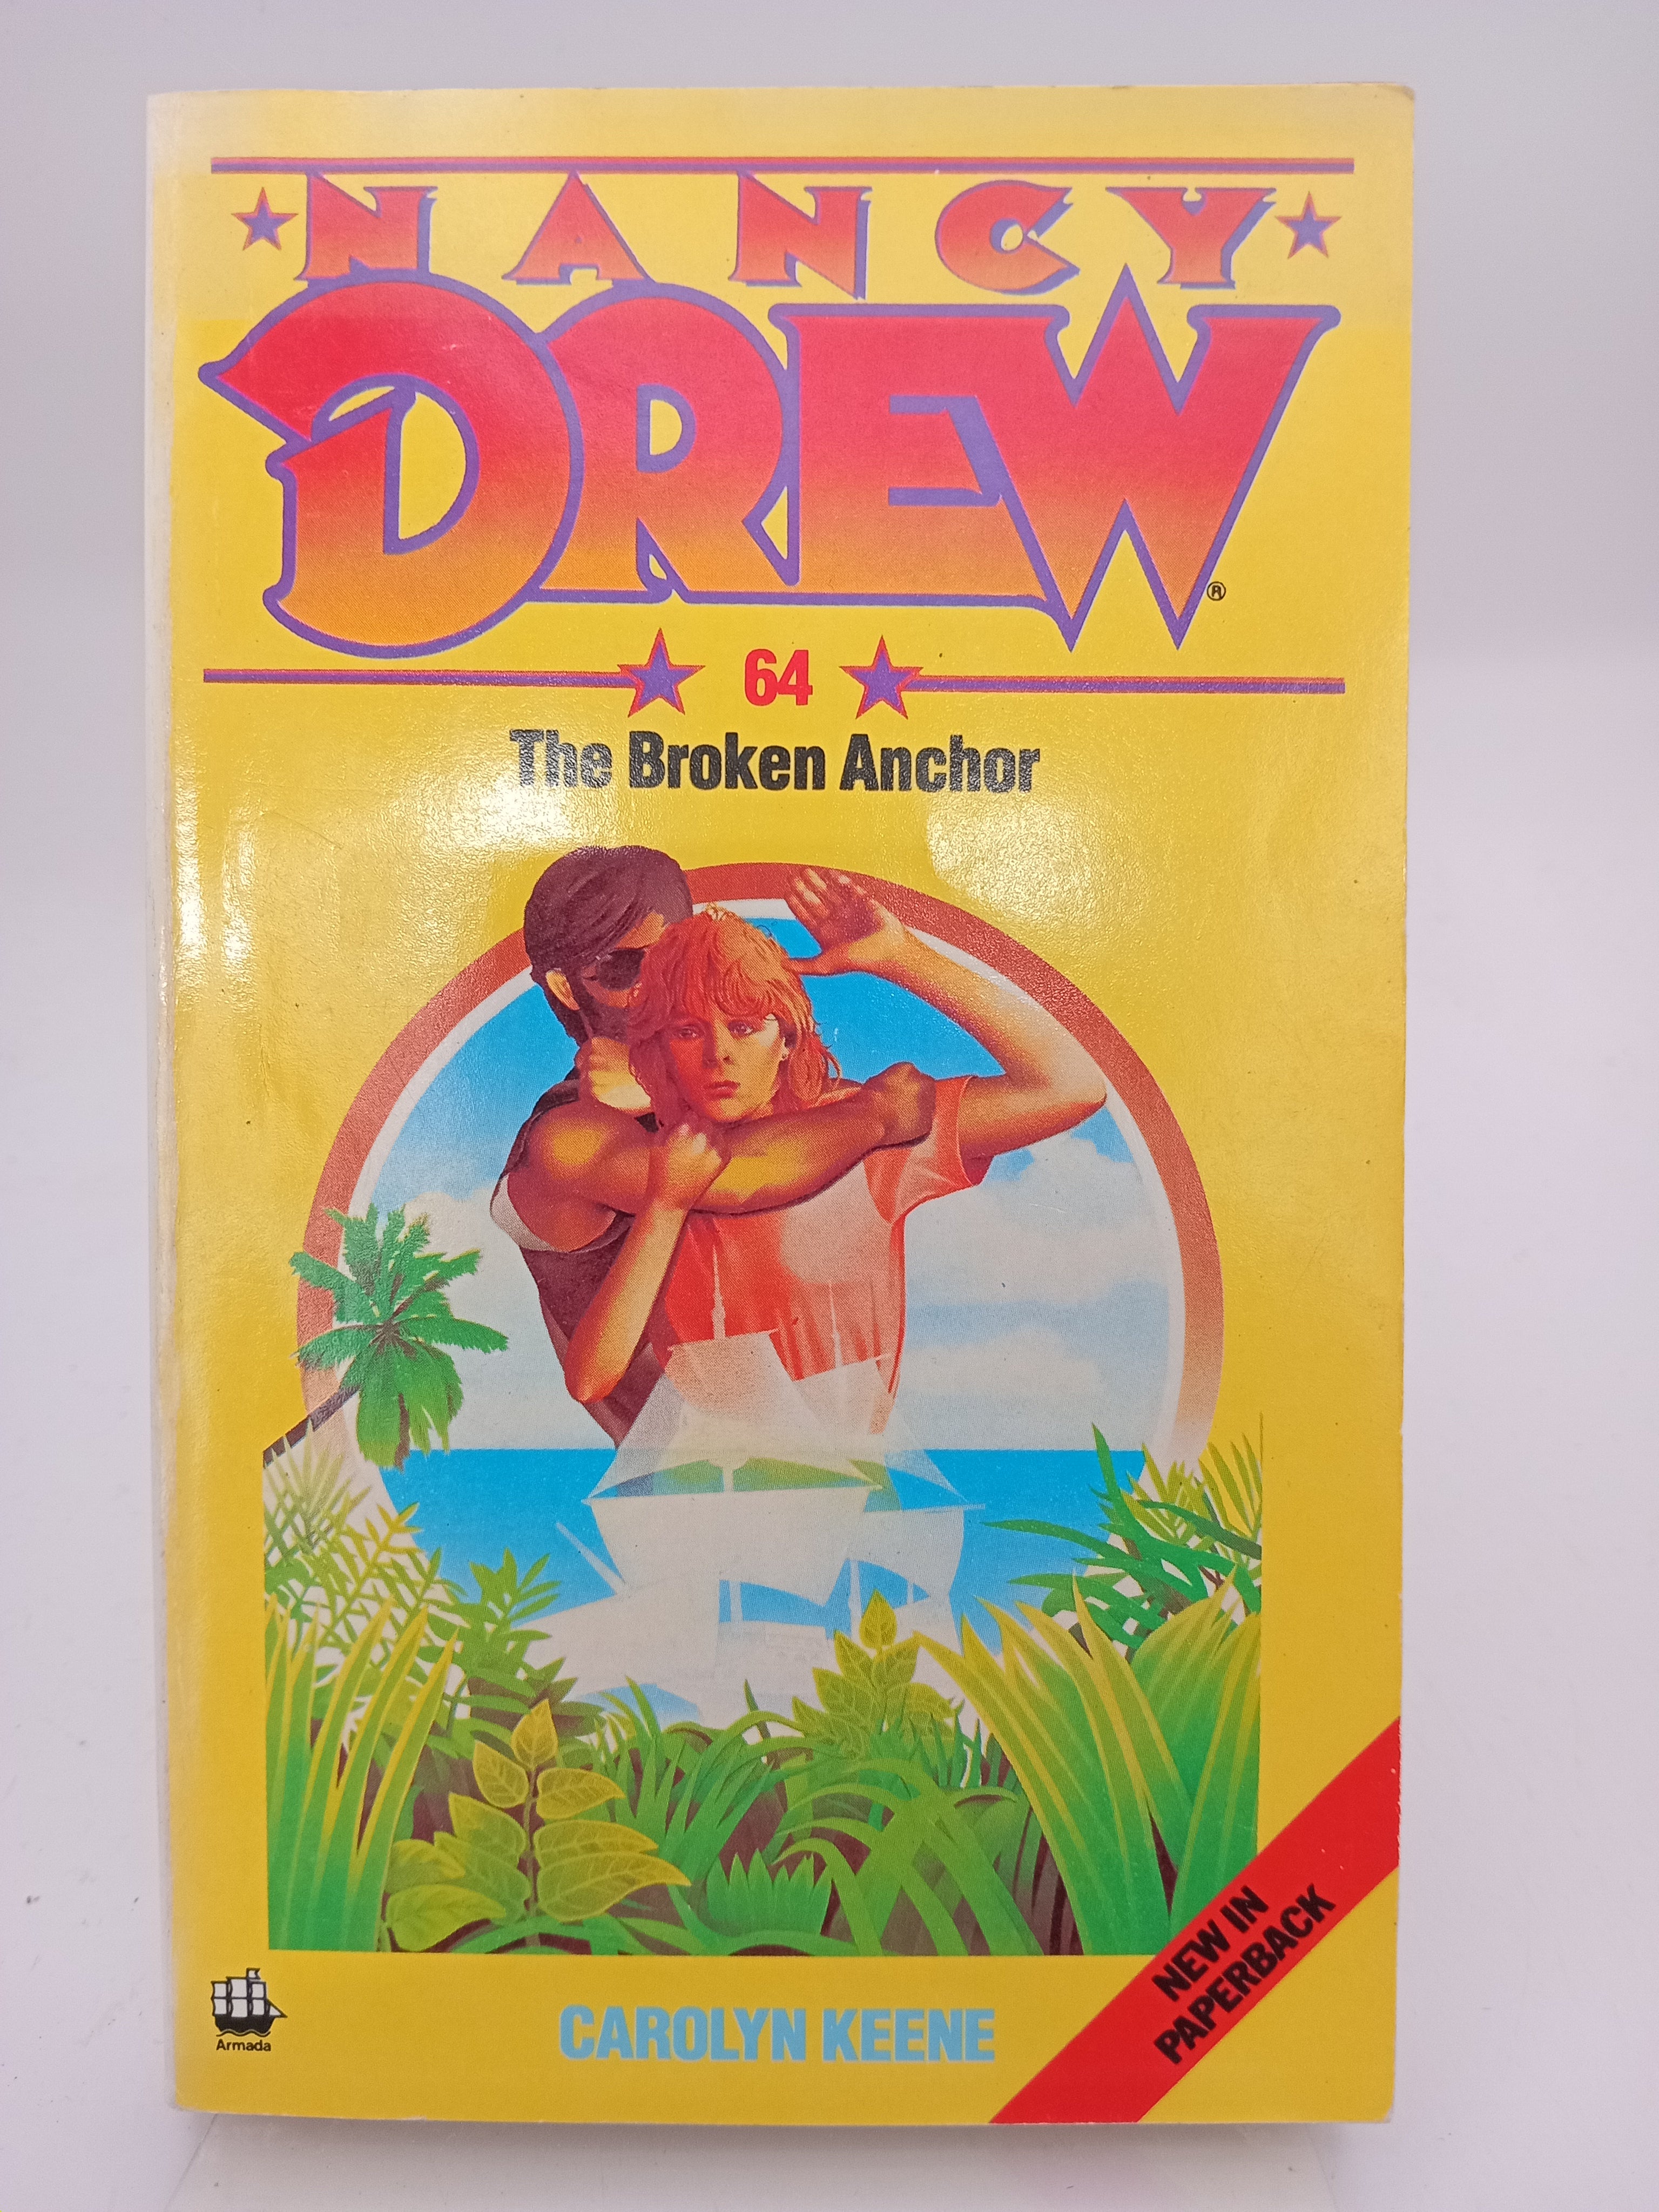 NANCY
DREW®
64
The Broken Anchor
NEW IN
PAPERBACK
Armada
CAROLYN KEENE